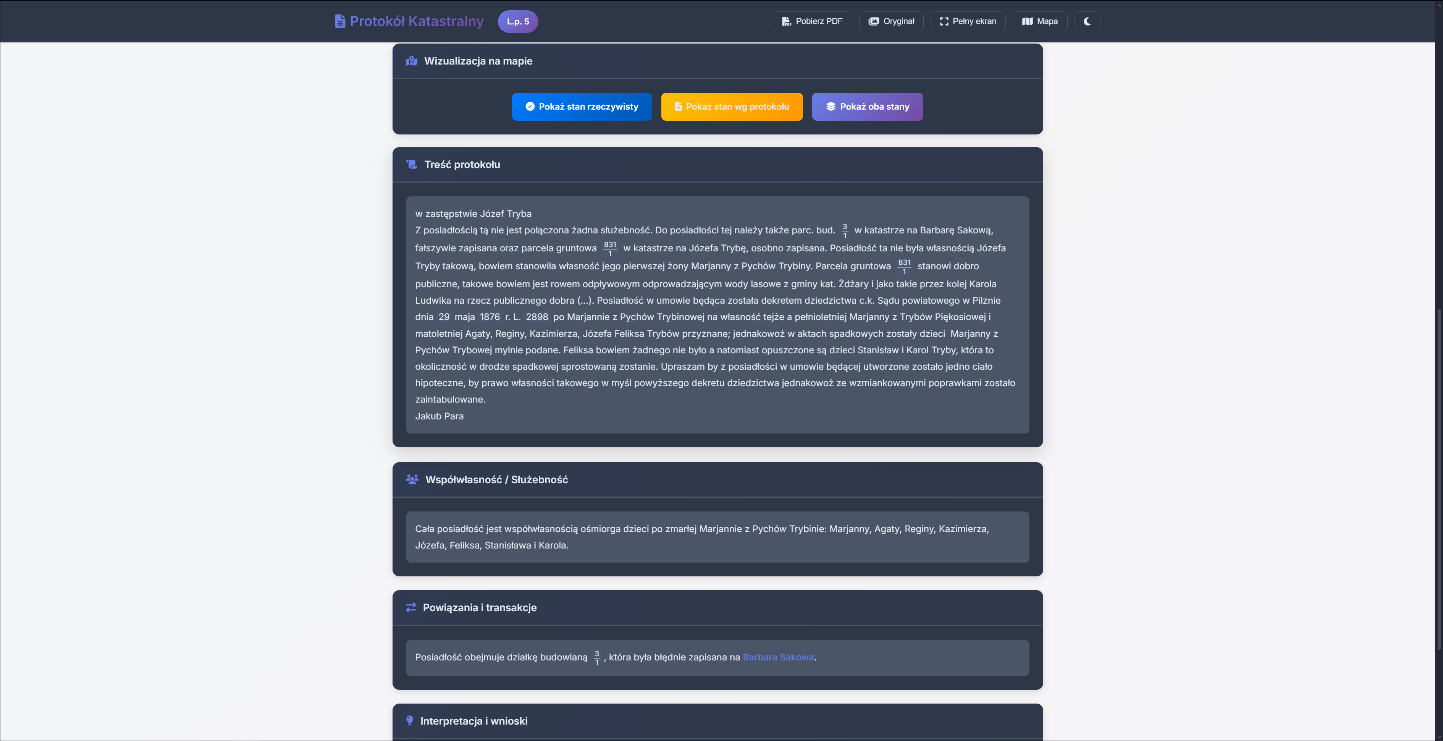 Protokół Katastralny
L.p. 5
Pobierz PDF
Oryginał
Pełny ekran
Mapa
Wizualizacja na mapie
Pokaż stan rzeczywisty
Pokaż stan wg protokołu
Pokaż oba stany
Treść protokołu
w zastępstwie Józef Tryba
Z posiadłością tą nie jest połączona żadna służebność. Do posiadłości tej należy także parc. bud. 3/1 w katastrze na Barbarę Sakową,
fałszywie zapisana oraz parcela gruntowa 831/1 w katastrze na Józefa Trybę, osobno zapisana. Posiadłość ta nie była własnością Józefa
Tryby takową, bowiem stanowiła własność jego pierwszej żony Marjanny z Pychów Trybiny. Parcela gruntowa 831/1 stanowi dobro
publiczne, takowe bowiem jest rowem odpływowym odprowadzającym wody lasowe z gminy kat. Żdżary i jako takie przez kolej Karola
Ludwika na rzecz publicznego dobra (...). Posiadłość w umowie będąca została dekretem dziedzictwa c.k. Sądu powiatowego w Pilznie
dnia 29 maja 1876 r. L. 2898 po Marjannie z Pychów Trybinowej na własność tejże a pełnioletniej Marjanny z Trybów Piękosiowej i
matoletniej Agaty, Reginy, Kazimierza, Józefa Feliksa Trybów przyznane; jednakowoż w aktach spadkowych zostały dzieci Marjanny z
Pychów Trybowej mylnie podane. Feliksa bowiem żadnego nie było a natomiast opuszczone są dzieci Stanisław i Karol Tryby, która to
okoliczność w drodze spadkowej sprostowaną zostanie. Upraszam by z posiadłości w umowie będącej utworzone zostało jedno ciało
hipoteczne, by prawo własności takowego w myśl powyższego dekretu dziedzictwa jednakowoż ze wzmiankowanymi poprawkami zostało
zaintabulowane.
Jakub Para
Współwłasność / Służebność
Cała posiadłość jest współwłasnością ośmiorga dzieci po zmarłej Marjannie z Pychów Trybinie: Marjanny, Agaty, Reginy, Kazimierza,
Józefa, Feliksa, Stanisława i Karola.
Powiązania i transakcje
Posiadłość obejmuje działkę budowlaną 3/1, która była błędnie zapisana na Barbara Sakowa.
Interpretacja i wnioski